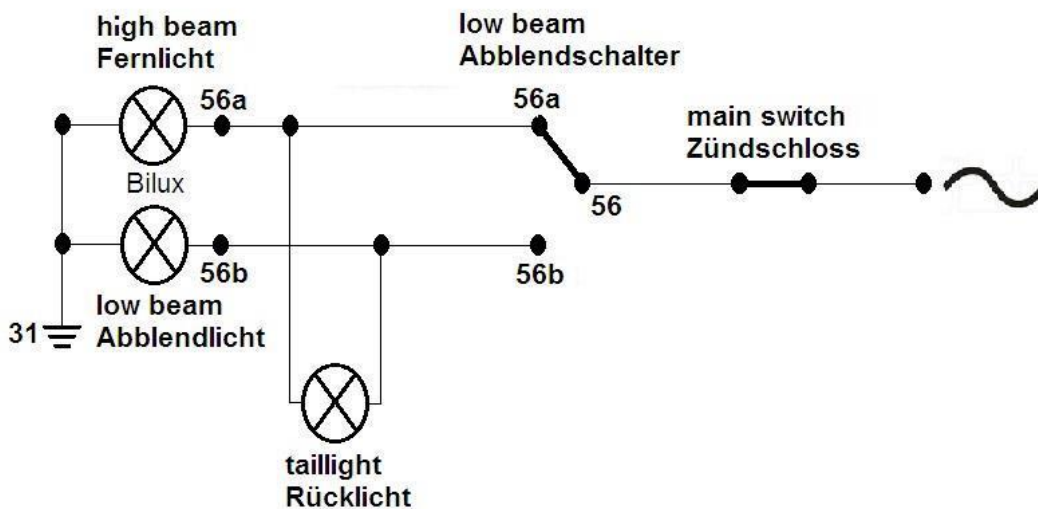 high beam
Fernlicht
low beam
Abblendschalter
56a
56a
main switch
Zündschloss
Bilux
56
56b
56b
low beam
Abblendlicht
31
taillight
Rücklicht